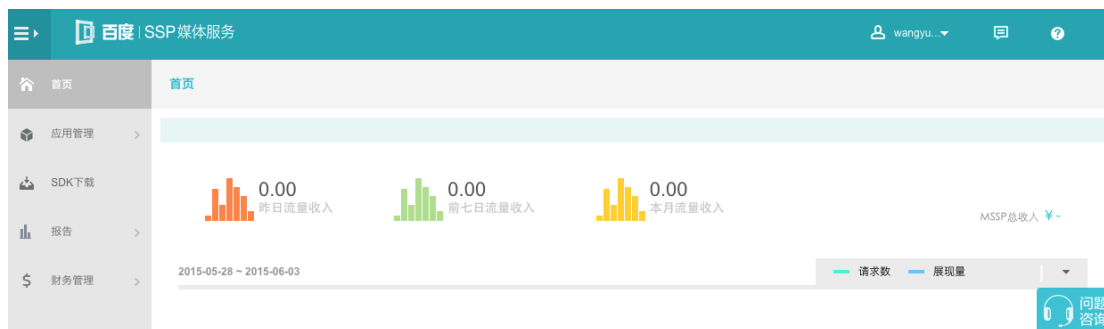 百度 SSP媒体服务 wangyu...
首页 首页
应用管理
SDK下载
0.00 0.00 0.00
昨日流量收入 前七日流量收入 本月流量收入
MSSP总收入 ¥ -
报告
2015-05-28 ~ 2015-06-03 请求数 展现量
财务管理
问题
咨询